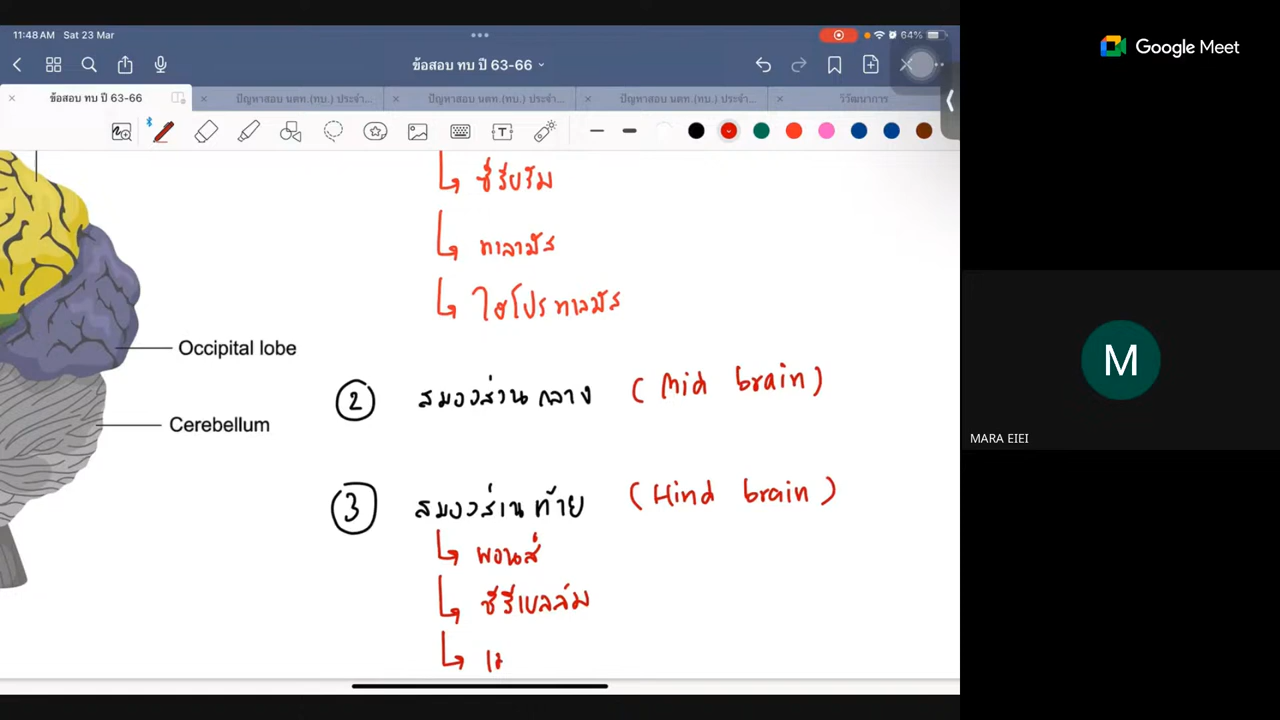 11:48 AM Sat 23 Mar
64%
Google Meet
ข้อสอบ ทบ ปี 63-66
ข้อสอบ ทบ ปี 63-66
ปัญหาสอบ นตท.(ทบ.) ประจำ...
ปัญหาสอบ นตท.(ทบ.) ประจำ...
ปัญหาสอบ นตท.(ทบ.) ประจำ...
วิวัฒนาการ
ซีรีบรัม
ทาลามัส
ไฮโปรทาลมัส
Occipital lobe
2 สมองส่วนกลาง (Mid brain)
Cerebellum
3 สมองส่วนท้าย (Hind brain)
พอนส์
ซีรีเบลลัม
เม
M
MARA EIEI